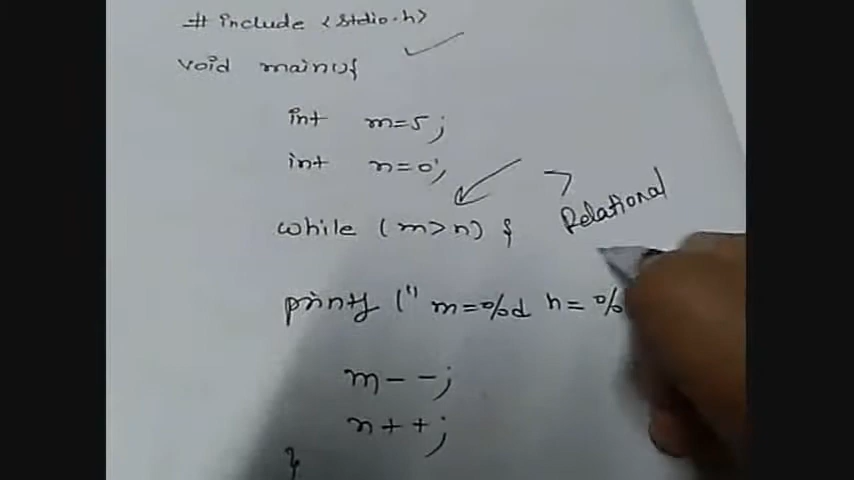 # include <stdio.h>
void main(){
int m=5;
int n=0;
while (m>n) {
> Relational
printf (" m=%d n= %
m--;
n++;
}